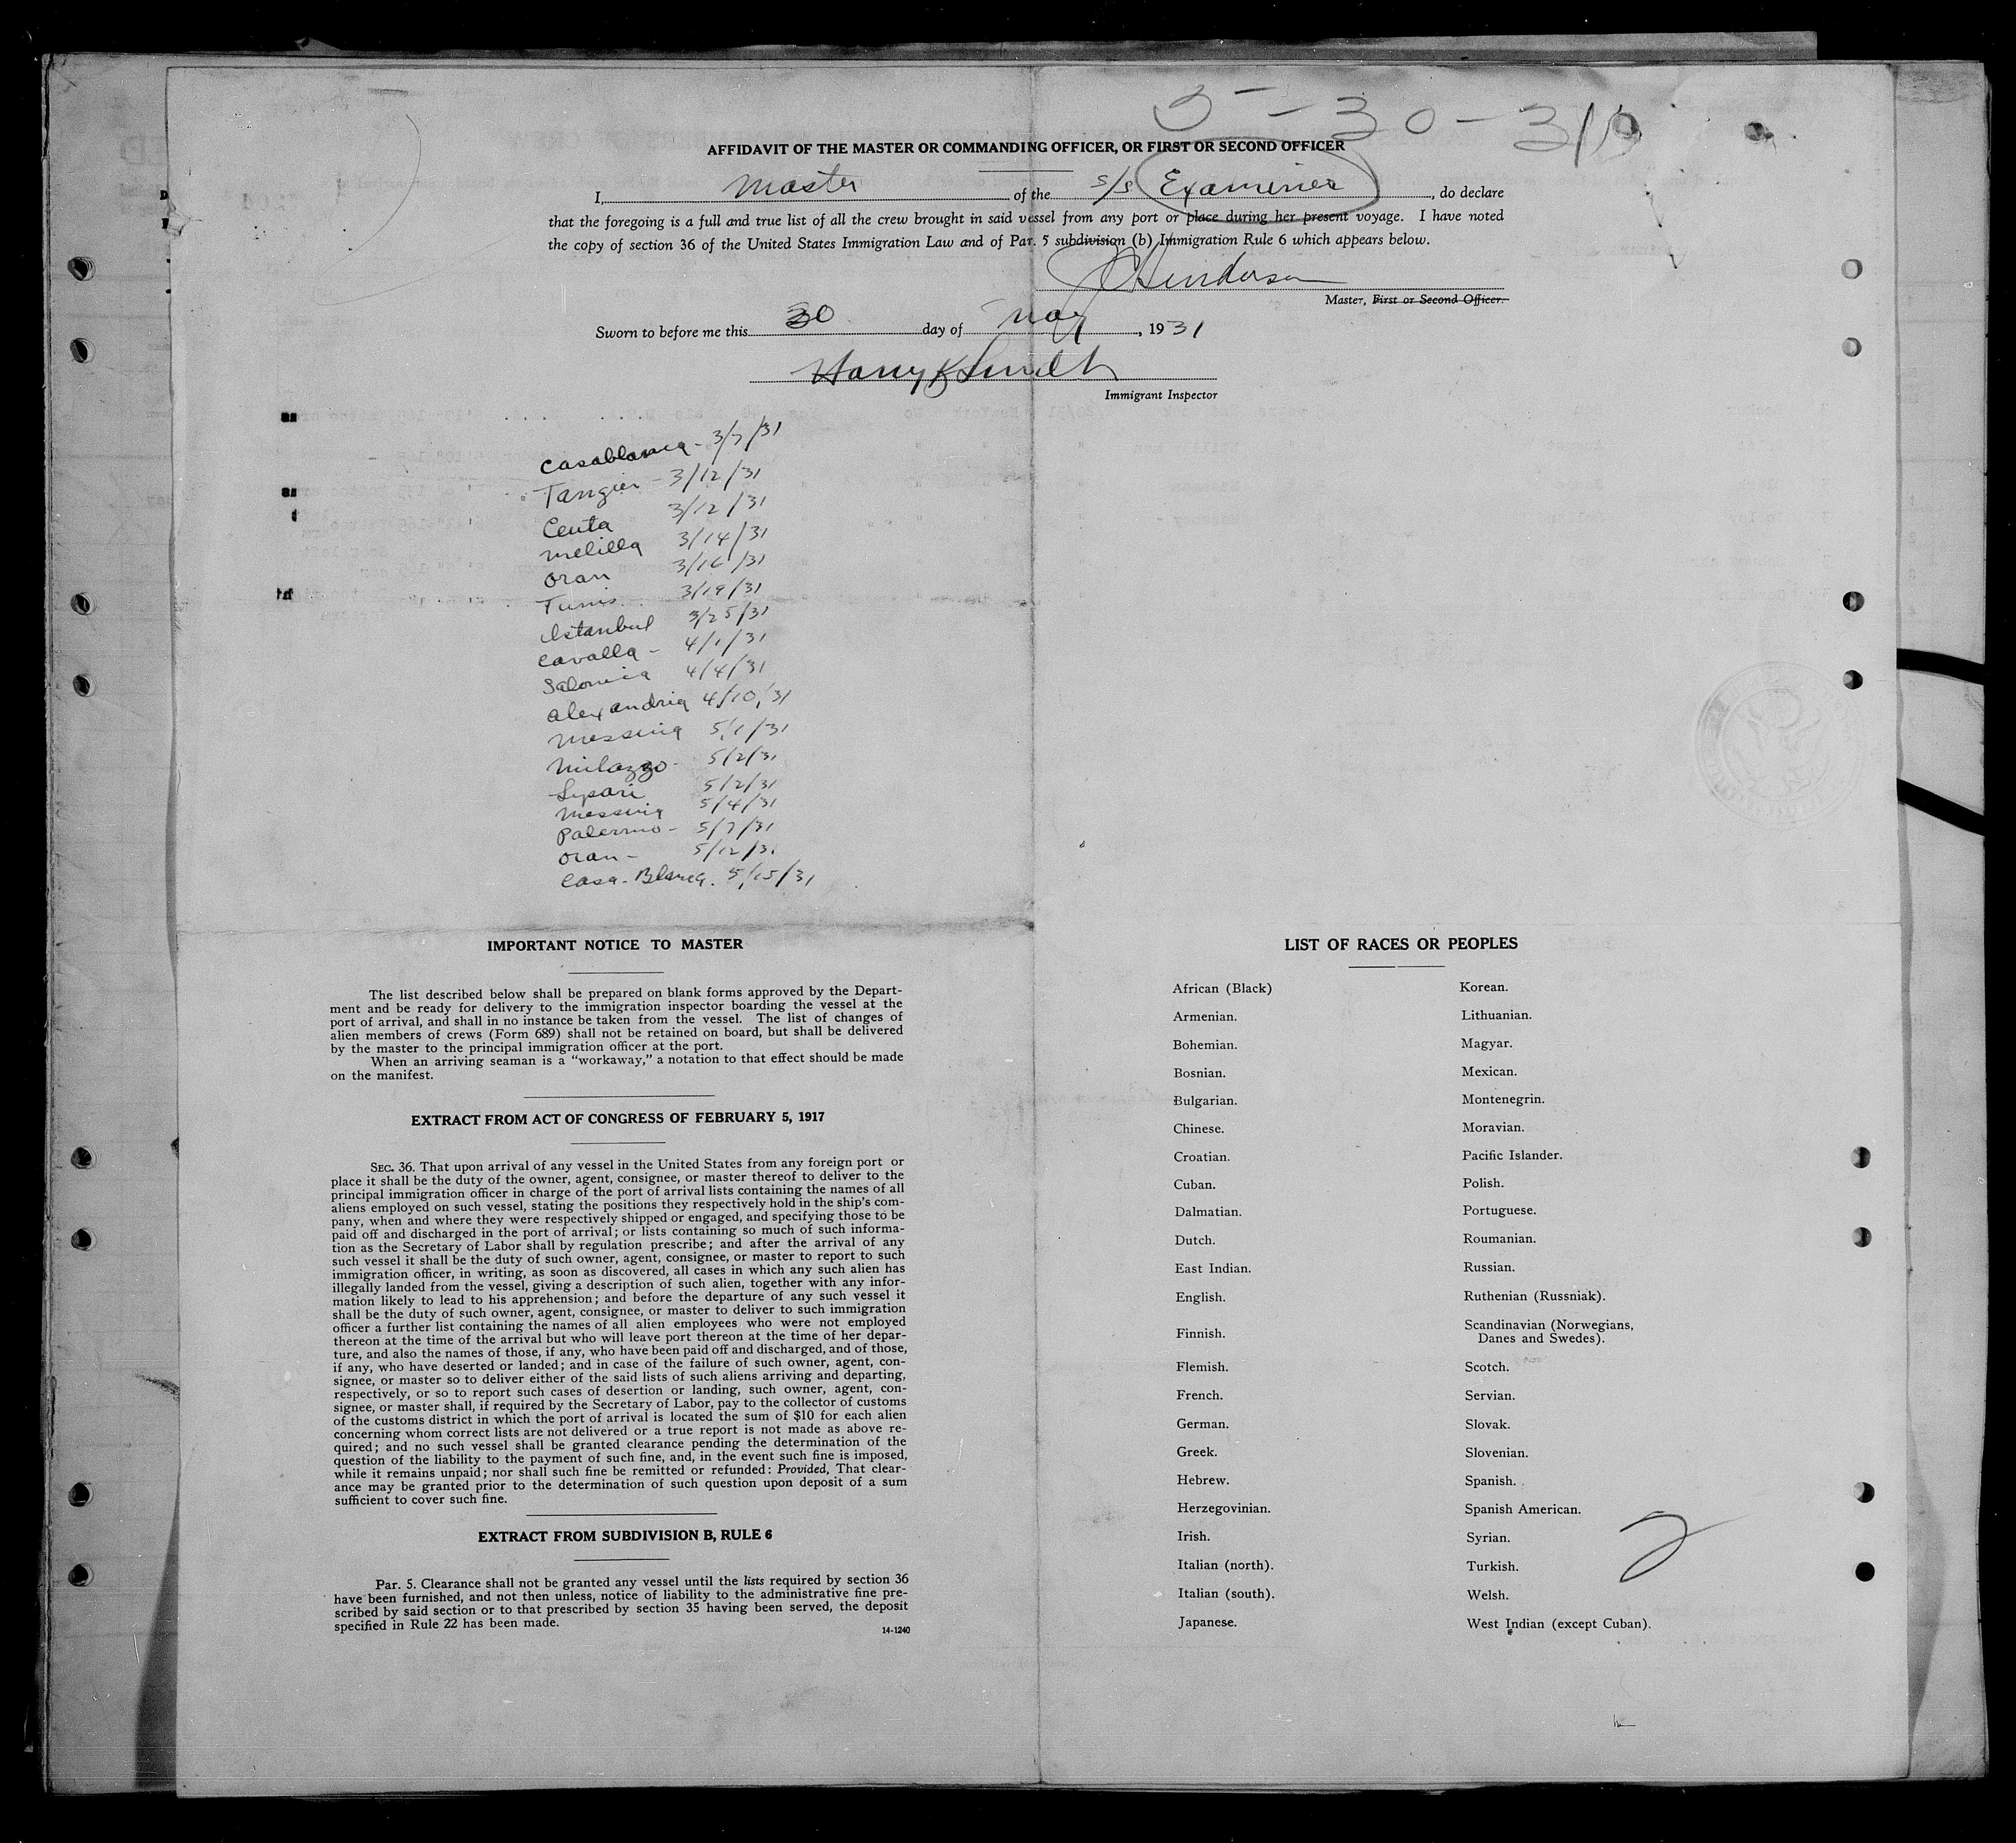 5-30-31
AFFIDAVIT OF THE MASTER OR COMMANDING OFFICER, OR FIRST OR SECOND OFFICER
I, Master of the s/s Examiner, do declare
that the foregoing is a full and true list of all the crew brought in said vessel from any port or place during her present voyage. I have noted
the copy of section 36 of the United States Immigration Law and of Par. 5 subdivision (b) Immigration Rule 6 which appears below.
Henderson
Master, First or Second Officer.
Sworn to before me this 30 day of May, 1931
Harry K Smith
Immigrant Inspector
Casablanca - 3/7/31
Tangier - 3/12/31
Ceuta 3/12/31
Melilla 3/14/31
Oran 3/16/31
Tunis 3/19/31
Istanbul 3/25/31
Cavalla - 4/1/31
Salonica 4/4/31
Alexandria 4/10/31
Messina 5/1/31
Milazzo - 5/2/31
Lipari 5/2/31
Messina 5/4/31
Palermo - 5/7/31
Oran - 5/12/31
Casa-Blanca. 5/15/31
IMPORTANT NOTICE TO MASTER
The list described below shall be prepared on blank forms approved by the Depart-
ment and be ready for delivery to the immigration inspector boarding the vessel at the
port of arrival, and shall in no instance be taken from the vessel. The list of changes of
alien members of crews (Form 689) shall not be retained on board, but shall be delivered
by the master to the principal immigration officer at the port.
When an arriving seaman is a “workaway,” a notation to that effect should be made
on the manifest.
EXTRACT FROM ACT OF CONGRESS OF FEBRUARY 5, 1917
SEC. 36. That upon arrival of any vessel in the United States from any foreign port or
place it shall be the duty of the owner, agent, consignee, or master thereof to deliver to the
principal immigration officer in charge of the port of arrival lists containing the names of all
aliens employed on such vessel, stating the positions they respectively hold in the ship's com-
pany, when and where they were respectively shipped or engaged, and specifying those to be
paid off and discharged in the port of arrival; or lists containing so much of such informa-
tion as the Secretary of Labor shall by regulation prescribe; and after the arrival of any
such vessel it shall be the duty of such owner, agent, consignee, or master to report to such
immigration officer, in writing, as soon as discovered, all cases in which any such alien has
illegally landed from the vessel, giving a description of such alien, together with any infor-
mation likely to lead to his apprehension; and before the departure of any such vessel it
shall be the duty of such owner, agent, consignee, or master to deliver to such immigration
officer a further list containing the names of all alien employees who were not employed
thereon at the time of the arrival but who will leave port thereon at the time of her depar-
ture, and also the names of those, if any, who have been paid off and discharged, and of those,
if any, who have deserted or landed; and in case of the failure of such owner, agent, con-
signee, or master so to deliver either of the said lists of such aliens arriving and departing,
respectively, or so to report such cases of desertion or landing, such owner, agent, con-
signee, or master shall, if required by the Secretary of Labor, pay to the collector of customs
of the customs district in which the port of arrival is located the sum of $10 for each alien
concerning whom correct lists are not delivered or a true report is not made as above re-
quired; and no such vessel shall be granted clearance pending the determination of the
question of the liability to the payment of such fine, and, in the event such fine is imposed,
while it remains unpaid; nor shall such fine be remitted or refunded: Provided, That clear-
ance may be granted prior to the determination of such question upon deposit of a sum
sufficient to cover such fine.
EXTRACT FROM SUBDIVISION B, RULE 6
Par. 5. Clearance shall not be granted any vessel until the lists required by section 36
have been furnished, and not then unless, notice of liability to the administrative fine pre-
scribed by said section or to that prescribed by section 35 having been served, the deposit
specified in Rule 22 has been made.
14-1240
LIST OF RACES OR PEOPLES
African (Black)
Armenian.
Bohemian.
Bosnian.
Bulgarian.
Chinese.
Croatian.
Cuban.
Dalmatian.
Dutch.
East Indian.
English.
Finnish.
Flemish.
French.
German.
Greek.
Hebrew.
Herzegovinian.
Irish.
Italian (north).
Italian (south).
Japanese.
Korean.
Lithuanian.
Magyar.
Mexican.
Montenegrin.
Moravian.
Pacific Islander.
Polish.
Portuguese.
Roumanian.
Russian.
Ruthenian (Russniak).
Scandinavian (Norwegians,
Danes and Swedes).
Scotch.
Servian.
Slovak.
Slovenian.
Spanish.
Spanish American.
Syrian.
Turkish.
Welsh.
West Indian (except Cuban).
2